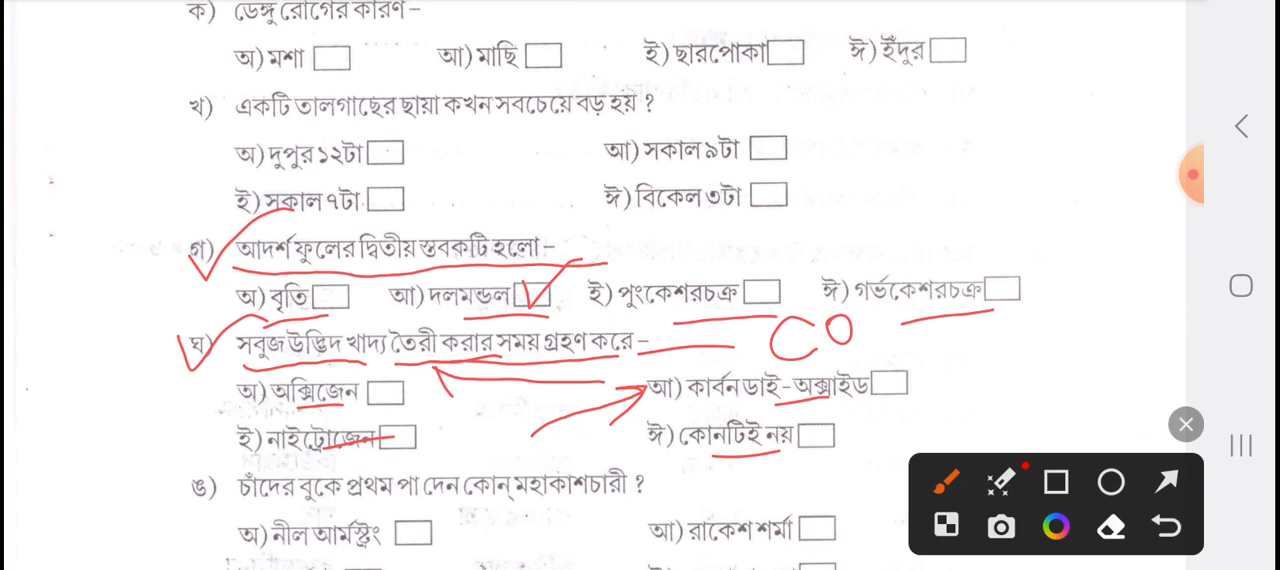 ক) ডেঙ্গু রোগের কারণ –
অ) মশা আ) মাছি ই) ছারপোকা ঈ) ইঁদুর
খ) একটি তালগাছের ছায়া কখন সবচেয়ে বড় হয় ?
অ) দুপুর ১২টা আ) সকাল ৯টা
ই) সকাল ৭টা ঈ) বিকেল ৩টা
গ) আদর্শ ফুলের দ্বিতীয় স্তবকটি হলো –
অ) বৃতি আ) দলমন্ডল ই) পুংকেশরচক্র ঈ) গর্ভকেশরচক্র
ঘ) সবুজ উদ্ভিদ খাদ্য তৈরী করার সময় গ্রহণ করে – CO
অ) অক্সিজেন আ) কার্বন ডাই - অক্সাইড
ই) নাইট্রোজেন ঈ) কোনটিই নয়
ঙ) চাঁদের বুকে প্রথম পা দেন কোন্ মহাকাশচারী ?
অ) নীল আর্মস্ট্রিং আ) রাকেশ শর্মা